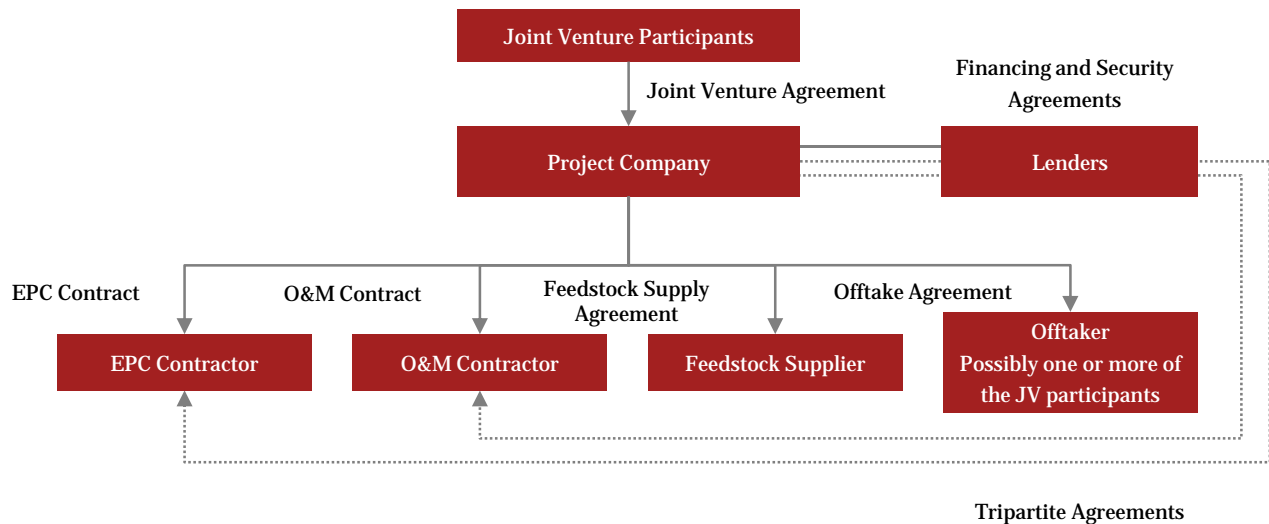 Joint Venture Participants
Joint Venture Agreement
Financing and Security
Agreements
Project Company
Lenders
EPC Contract
O&M Contract
Feedstock Supply
Agreement
Offtake Agreement
EPC Contractor
O&M Contractor
Feedstock Supplier
Offtaker
Possibly one or more of
the JV participants
Tripartite Agreements